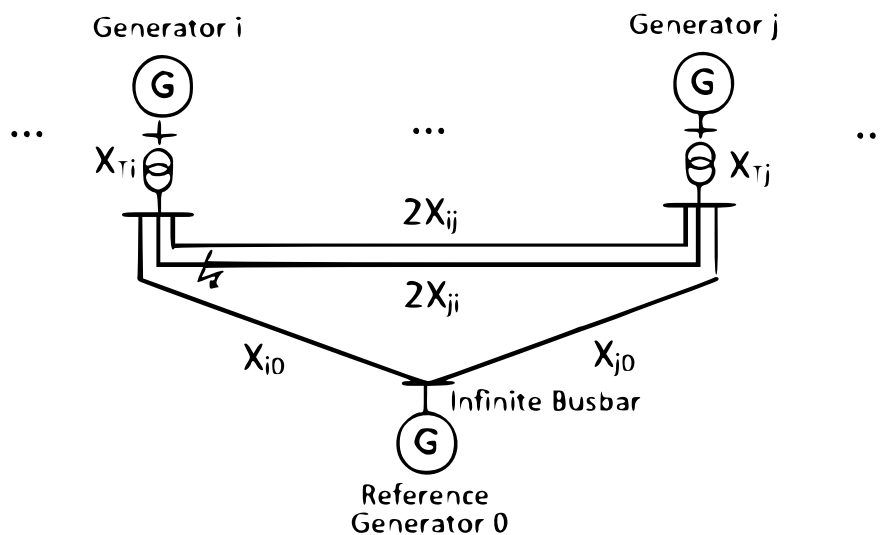 Generator i
Generator j
G
G
...
...
..
X_Ti
X_Tj
2X_ij
2X_ji
X_i0
X_j0
Infinite Busbar
G
Reference
Generator 0